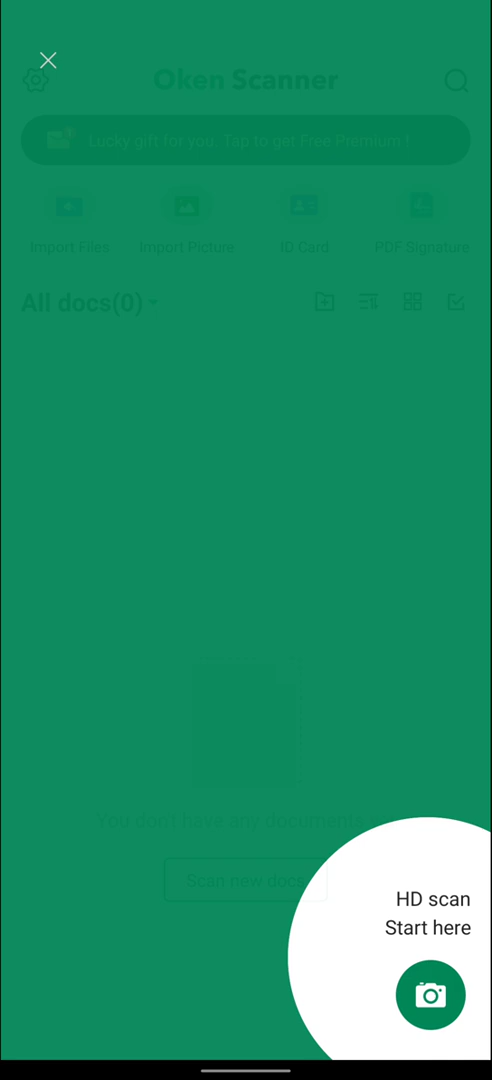 Oken Scanner
Lucky gift for you. Tap to get Free Premium !
Import Files
Import Picture
ID Card
PDF Signature
All docs(0)
You don't have any documents
Scan new docs
HD scan
Start here